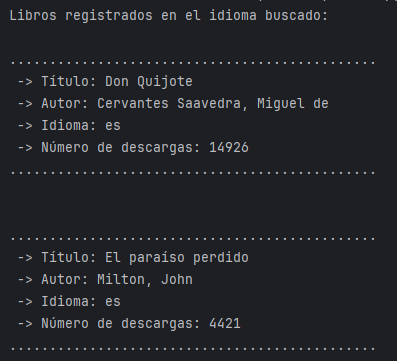 Libros registrados en el idioma buscado:
...............................................
-> Título: Don Quijote
-> Autor: Cervantes Saavedra, Miguel de
-> Idioma: es
-> Número de descargas: 14926
...............................................
...............................................
-> Título: El paraíso perdido
-> Autor: Milton, John
-> Idioma: es
-> Número de descargas: 4421
...............................................